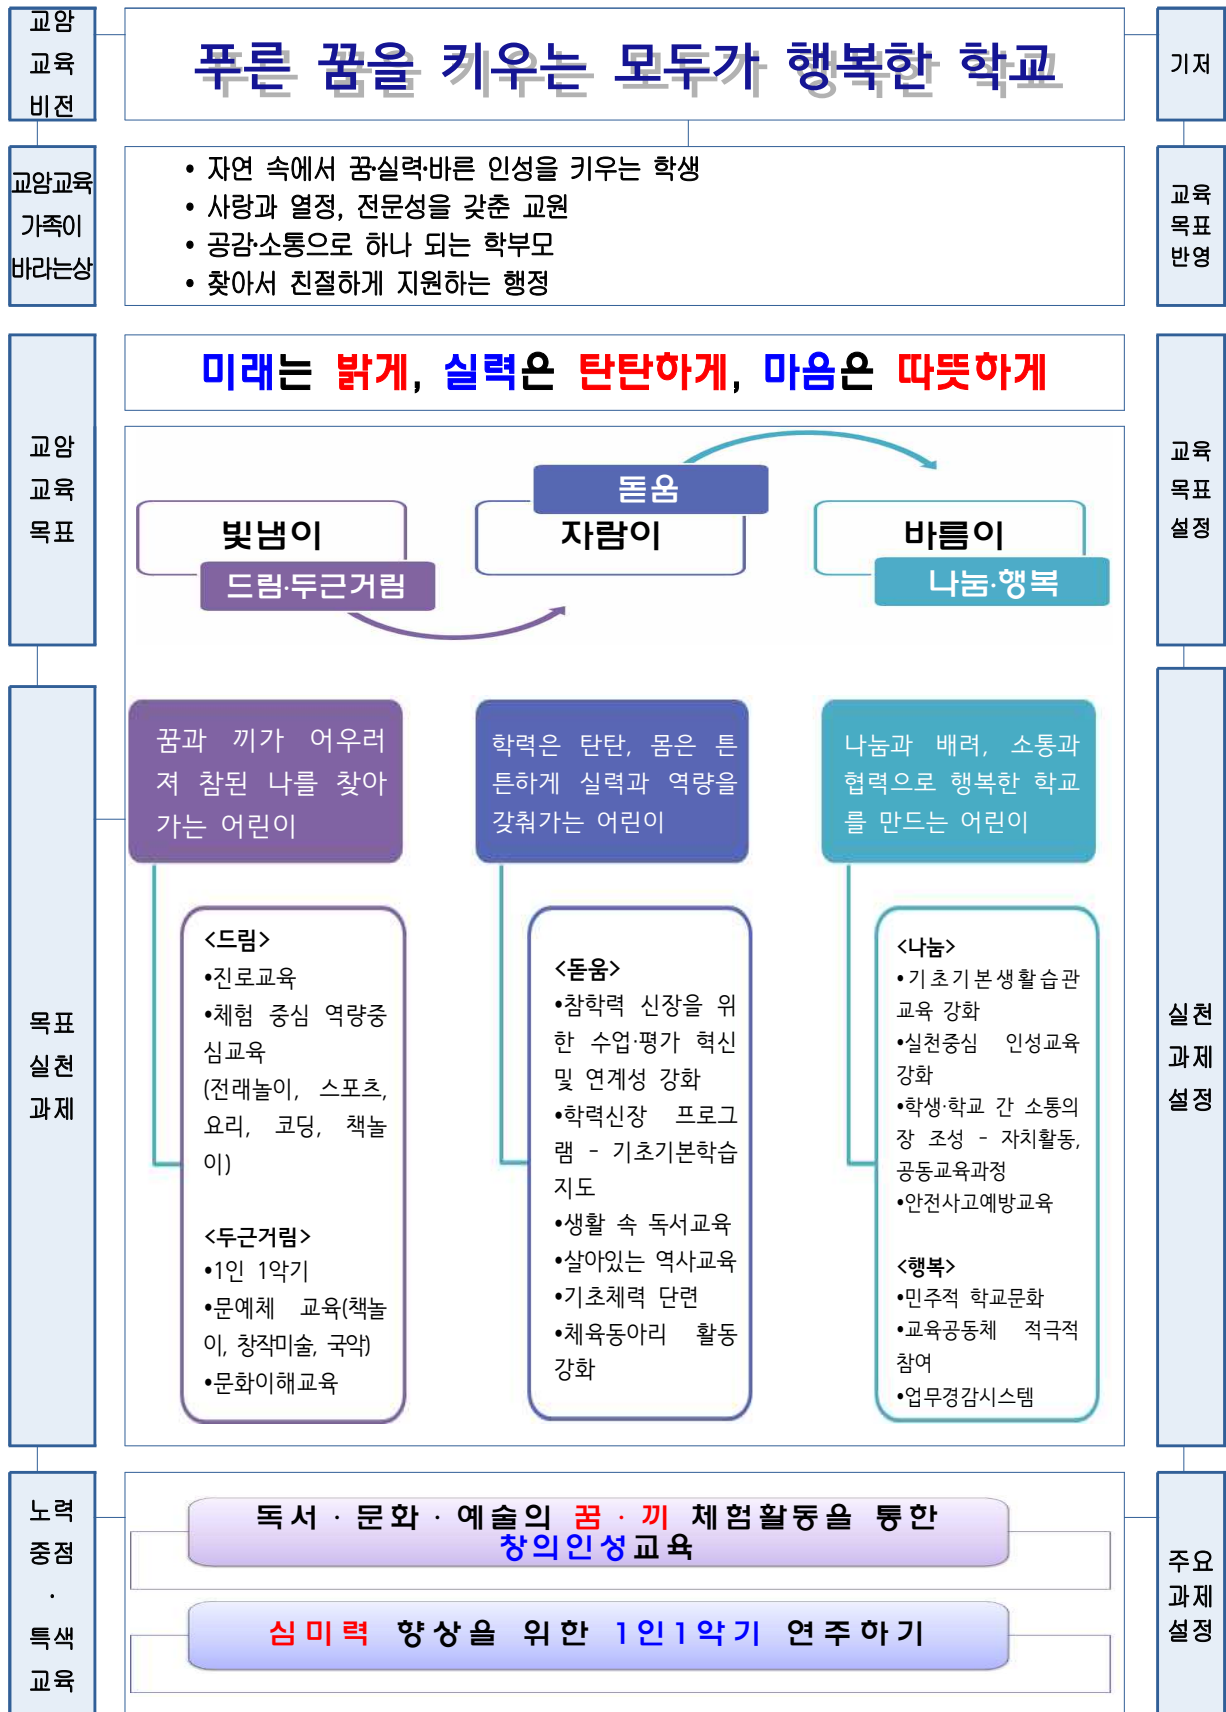 교암
교육
비전
푸른 꿈을 키우는 모두가 행복한 학교
기저
교암교육
가족이
바라는상
• 자연 속에서 꿈·실력·바른 인성을 키우는 학생
• 사랑과 열정, 전문성을 갖춘 교원
• 공감·소통으로 하나 되는 학부모
• 찾아서 친절하게 지원하는 행정
교육
목표
반영
교암
교육
목표
미래는 밝게, 실력은 탄탄하게, 마음은 따뜻하게
빛냄이
드림·두근거림
돋움
자람이
바름이
나눔·행복
교육
목표
설정
목표
실천
과제
꿈과 끼가 어우러
져 참된 나를 찾아
가는 어린이
<드림>
•진로교육
•체험 중심 역량중
심교육
(전래놀이, 스포츠,
요리, 코딩, 책놀
이)
<두근거림>
•1인 1악기
•문예체 교육(책놀
이, 창작미술, 국악)
•문화이해교육
학력은 탄탄, 몸은 튼
튼하게 실력과 역량을
갖춰가는 어린이
<돋움>
•참학력 신장을 위
한 수업·평가 혁신
및 연계성 강화
•학력신장 프로그
램 - 기초기본학습
지도
•생활 속 독서교육
•살아있는 역사교육
•기초체력 단련
•체육동아리 활동
강화
나눔과 배려, 소통과
협력으로 행복한 학교
를 만드는 어린이
<나눔>
•기초기본생활습관
교육 강화
•실천중심 인성교육
강화
•학생·학교 간 소통의
장 조성 - 자치활동,
공동교육과정
•안전사고예방교육
<행복>
•민주적 학교문화
•교육공동체 적극적
참여
•업무경감시스템
실천
과제
설정
노력
중점
·
특색
교육
독서·문화·예술의 꿈·끼 체험활동을 통한
창의인성교육
심미력 향상을 위한 1인1악기 연주하기
주요
과제
설정